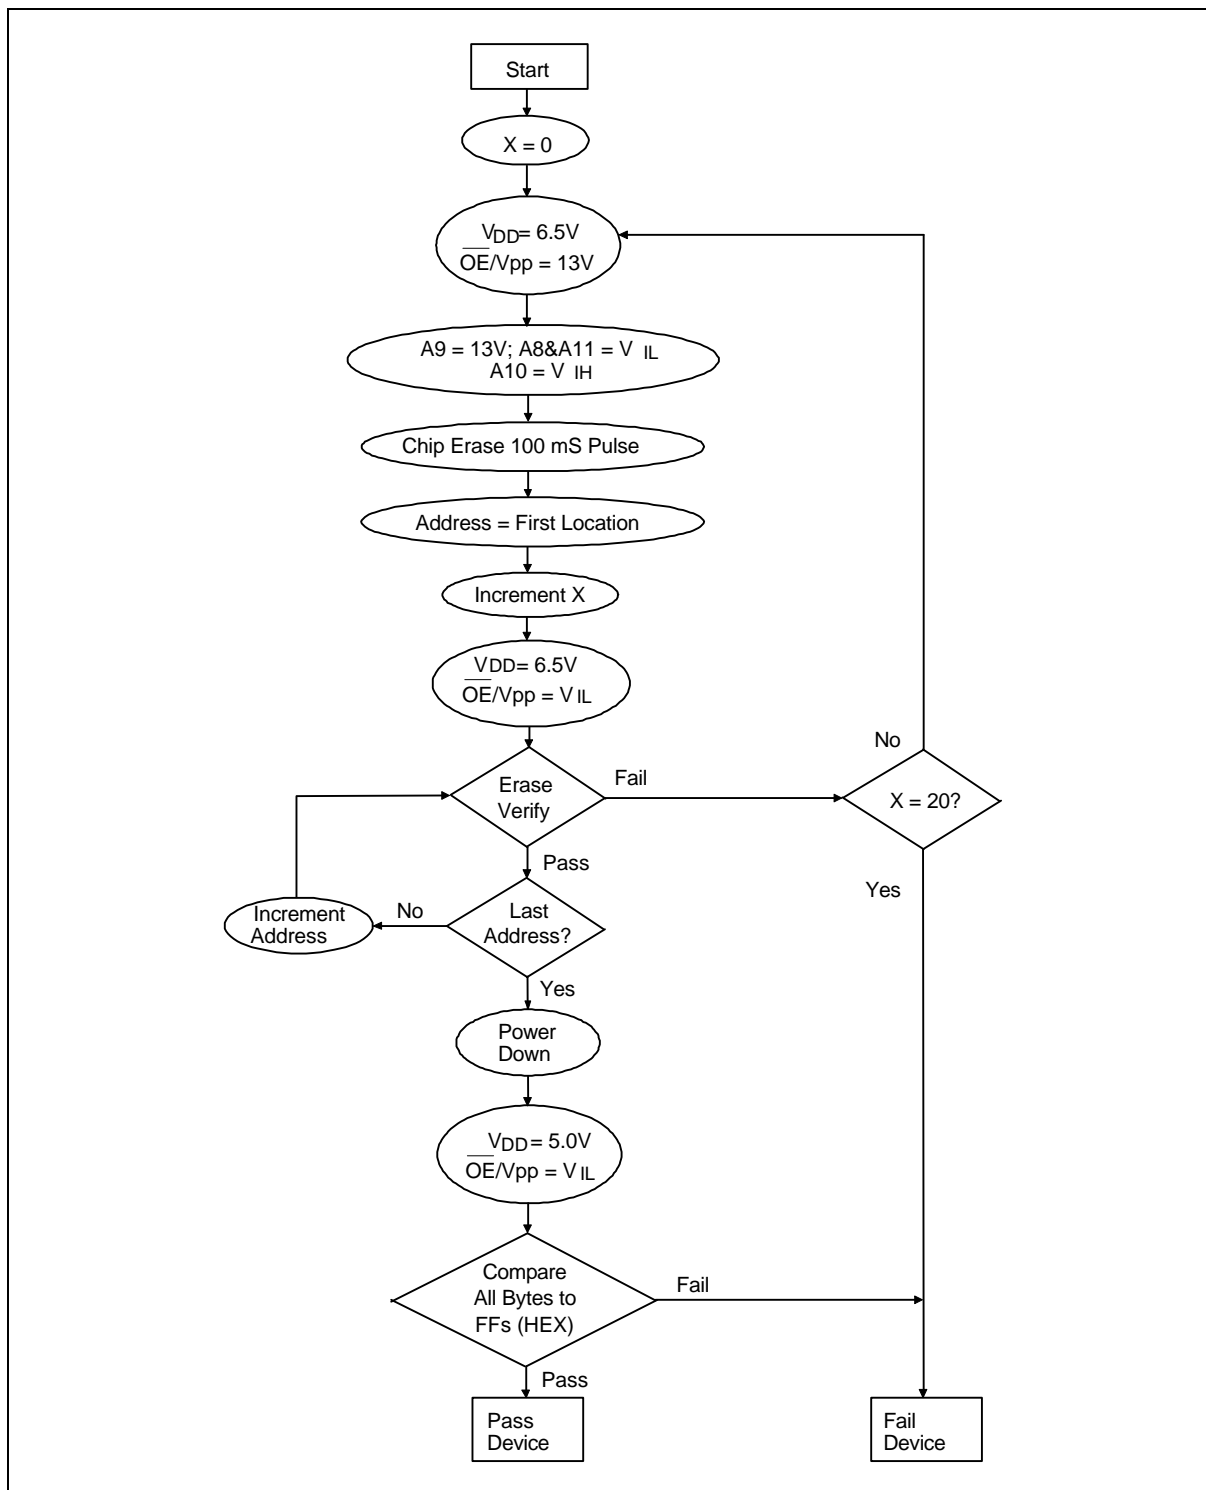 Start
X = 0
VDD= 6.5V
OE/Vpp = 13V
A9 = 13V; A8&A11 = V IL
A10 = V IH
Chip Erase 100 mS Pulse
Address = First Location
Increment X
VDD= 6.5V
OE/Vpp = VIL
Erase
Verify
Fail
No
X = 20?
Pass
Yes
Increment
Address
No
Last
Address?
Yes
Power
Down
VDD = 5.0V
OE/Vpp = VIL
Compare
All Bytes to
FFs (HEX)
Fail
Pass
Pass
Device
Fail
Device